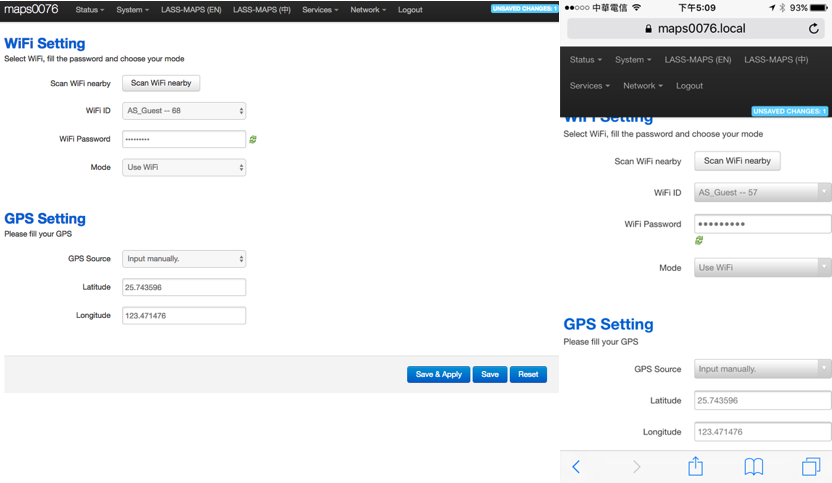 maps0076 Status System LASS-MAPS (EN) LASS-MAPS (中) Services Network Logout UNSAVED CHANGES: 1
WiFi Setting
Select WiFi, fill the password and choose your mode
Scan WiFi nearby Scan WiFi nearby
WiFi ID AS_Guest -- 68
WiFi Password •••••••••
Mode Use WiFi
GPS Setting
Please fill your GPS
GPS Source Input manually.
Latitude 25.743596
Longitude 123.471476
Save & Apply Save Reset
中華電信 下午5:09 93%
maps0076.local
Status System LASS-MAPS (EN) LASS-MAPS (中)
Services Network Logout
UNSAVED CHANGES: 1
WiFi Setting
Select WiFi, fill the password and choose your mode
Scan WiFi nearby Scan WiFi nearby
WiFi ID AS_Guest -- 57
WiFi Password •••••••••
Mode Use WiFi
GPS Setting
Please fill your GPS
GPS Source Input manually.
Latitude 25.743596
Longitude 123.471476